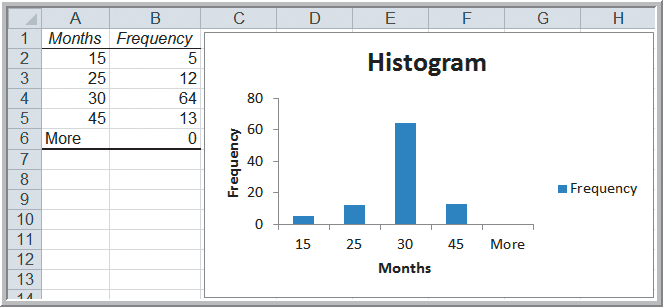 A B C D E F G H
1 Months Frequency
2 15 5
3 25 12
4 30 64
5 45 13
6 More 0
7
8
9
10
11
12
13
14
Histogram
80
60
40
20
0
Frequency
15 25 30 45 More
Months
Frequency